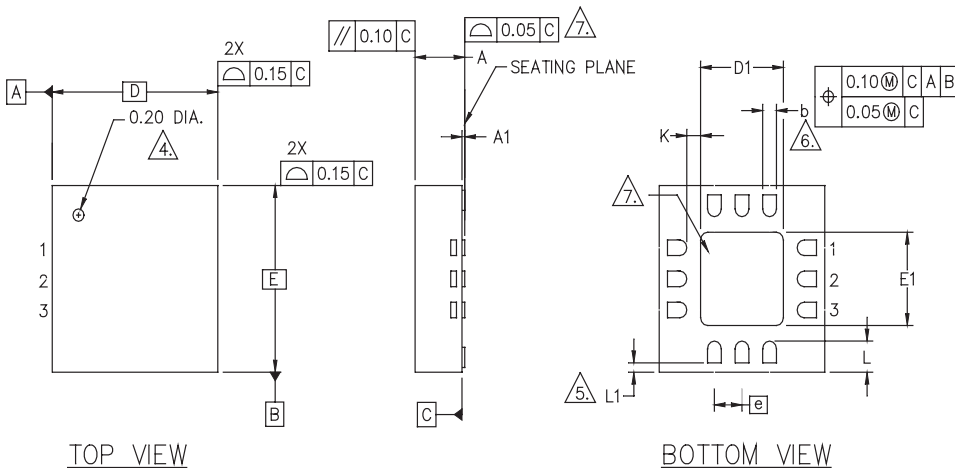 // 0.10 C
⌓ 0.05 C 7.
A
SEATING PLANE
A1
2X
⌓ 0.15 C
A
D
0.20 DIA.
4.
2X
⌓ 0.15 C
1
2
3
E
B
C
D1
⌖ 0.10 Ⓜ C A B
0.05 Ⓜ C
b
6.
K
7.
1
2
3
E1
L
5. L1
e
TOP VIEW
BOTTOM VIEW